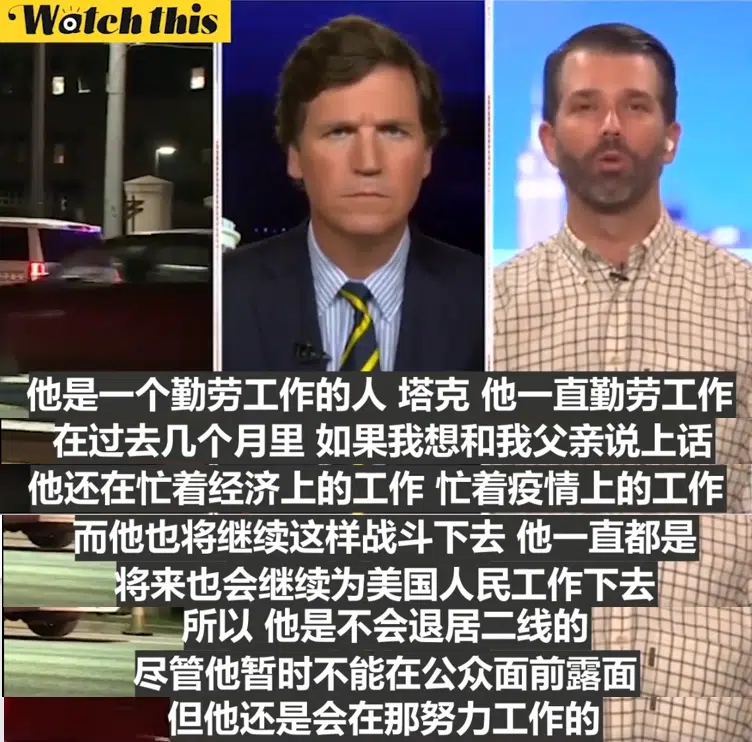 Watch this
他是一个勤劳工作的人 塔克 他一直勤劳工作
在过去几个月里 如果我想和我父亲说上话
他还在忙着经济上的工作 忙着疫情上的工作
而他也将继续这样战斗下去 他一直都是
将来也会继续为美国人民工作下去
所以 他是不会退居二线的
尽管他暂时不能在公众面前露面
但他还是会在那努力工作的